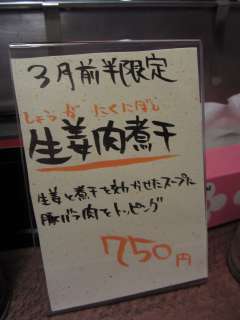 3月前半限定
しょうが にくにぼし
生姜肉煮干
生姜と煮干をきかせたスープに
豚バラ肉をトッピング
750円